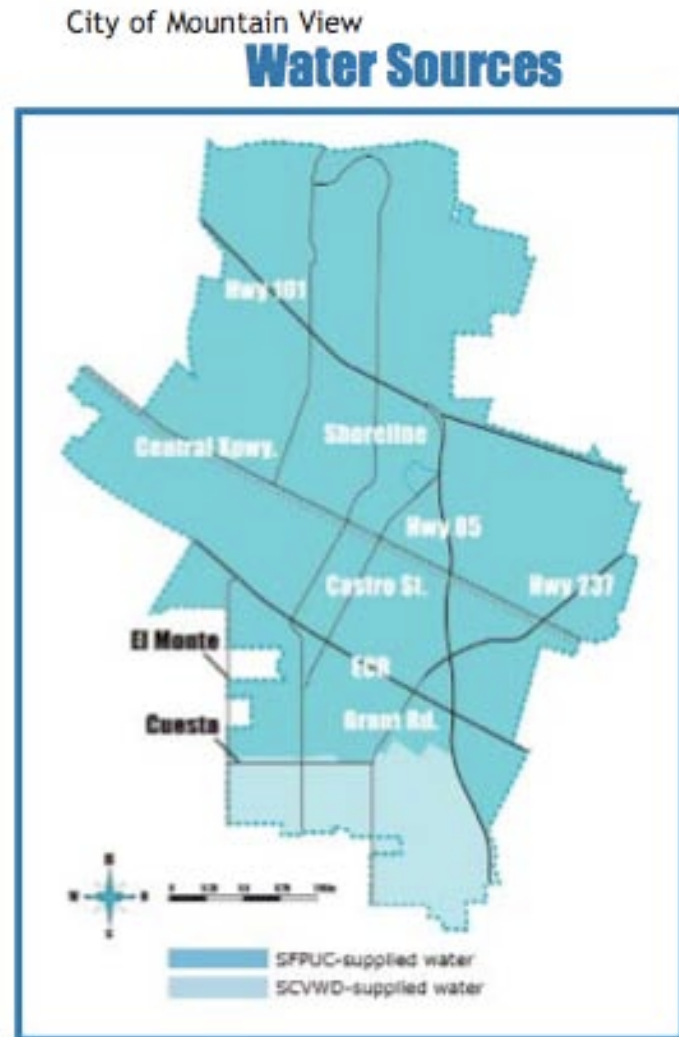 City of Mountain View
Water Sources
Hwy 101
Central Xpwy.
Shoreline
Hwy 85
Castro St.
Hwy 237
El Monte
ECR
Cuesta
Grant Rd.
W
S
SFPUC-supplied water
SCVWD-supplied water